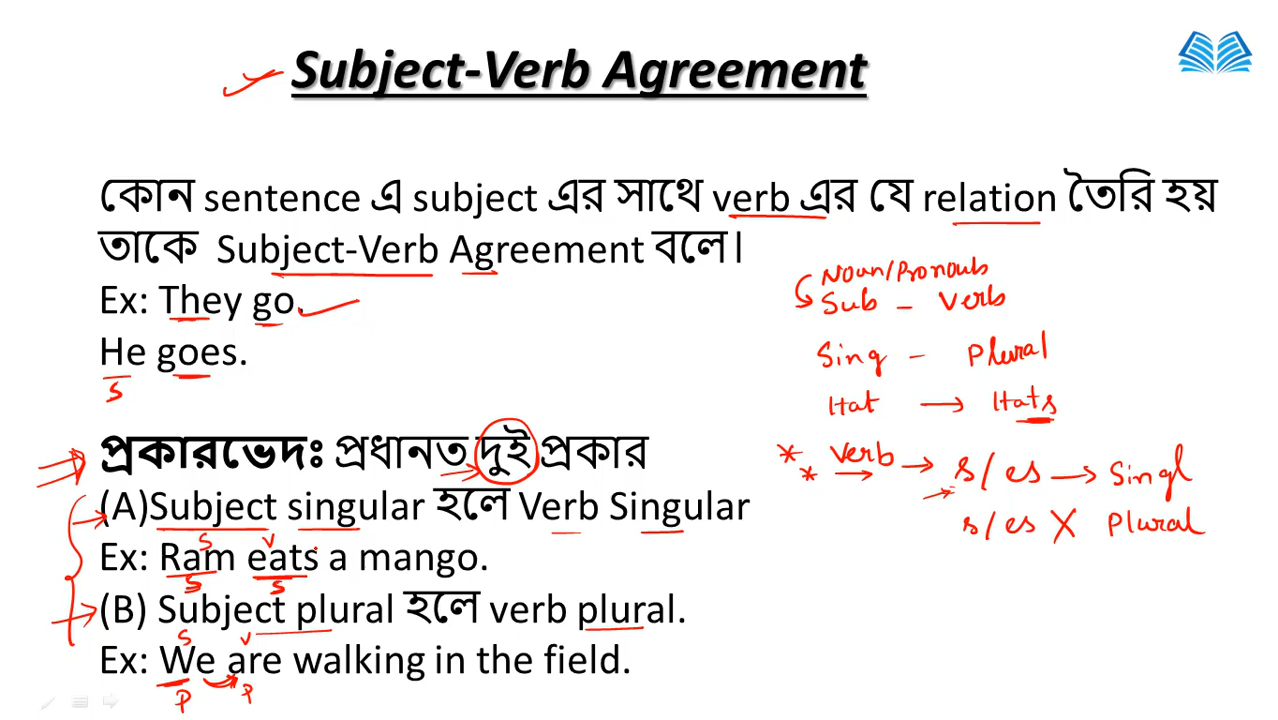 Subject-Verb Agreement
কোন sentence এ subject এর সাথে verb এর যে relation তৈরি হয়
তাকে Subject-Verb Agreement বলে।
Ex: They go.
He goes.
S
প্রকারভেদঃ প্রধানত দুই প্রকার
(A)Subject singular হলে Verb Singular
S V
Ex: Ram eats a mango.
S S
(B) Subject plural হলে verb plural.
S V
Ex: We are walking in the field.
P P
Noun/Pronoun
Sub - Verb
Sing - Plural
Hat → Hats
* * Verb → s/es → Singl
s/es X Plural